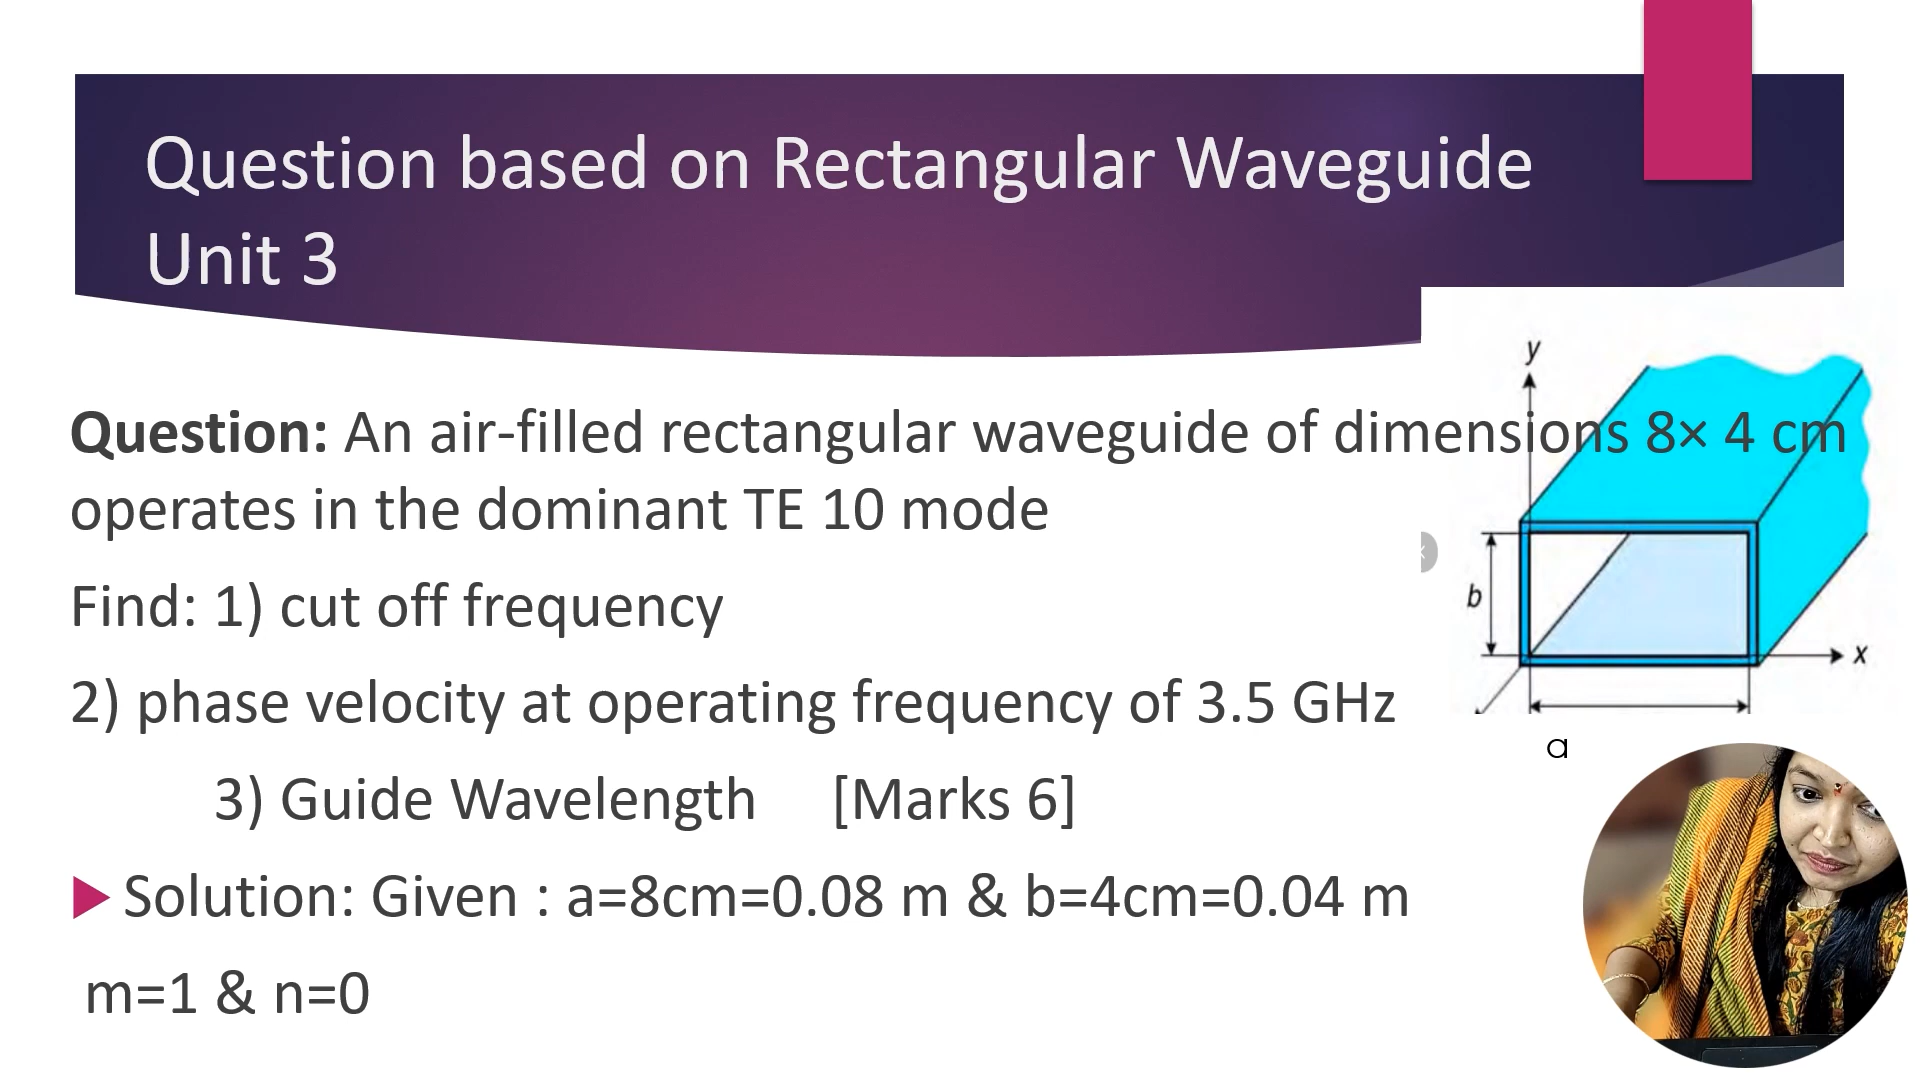 Question based on Rectangular Waveguide
Unit 3
Question: An air-filled rectangular waveguide of dimensions 8× 4 cm
operates in the dominant TE 10 mode
Find: 1) cut off frequency
2) phase velocity at operating frequency of 3.5 GHz
3) Guide Wavelength [Marks 6]
Solution: Given : a=8cm=0.08 m & b=4cm=0.04 m
m=1 & n=0
y
b
x
a